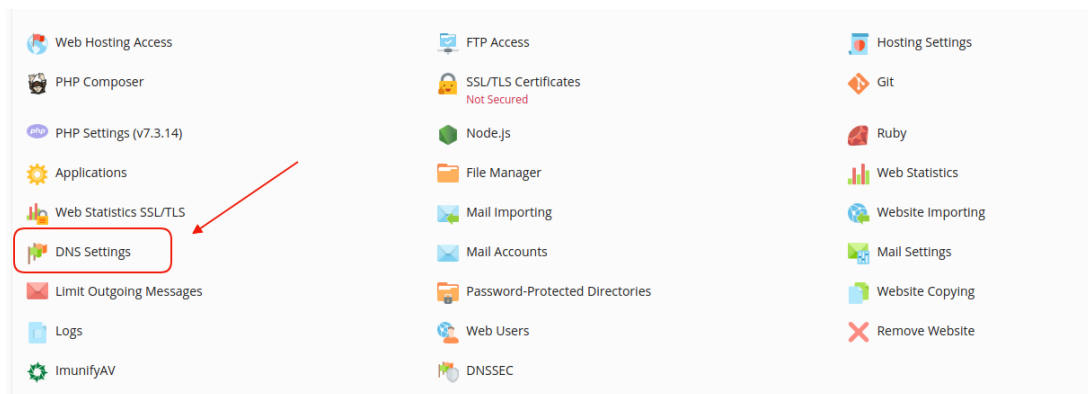 Web Hosting Access
FTP Access
Hosting Settings
PHP Composer
SSL/TLS Certificates
Not Secured
Git
php
PHP Settings (v7.3.14)
Node.js
Ruby
Applications
File Manager
Web Statistics
Web Statistics SSL/TLS
Mail Importing
Website Importing
DNS Settings
Mail Accounts
Mail Settings
Limit Outgoing Messages
Password-Protected Directories
Website Copying
Logs
Web Users
Remove Website
ImunifyAV
DNSSEC